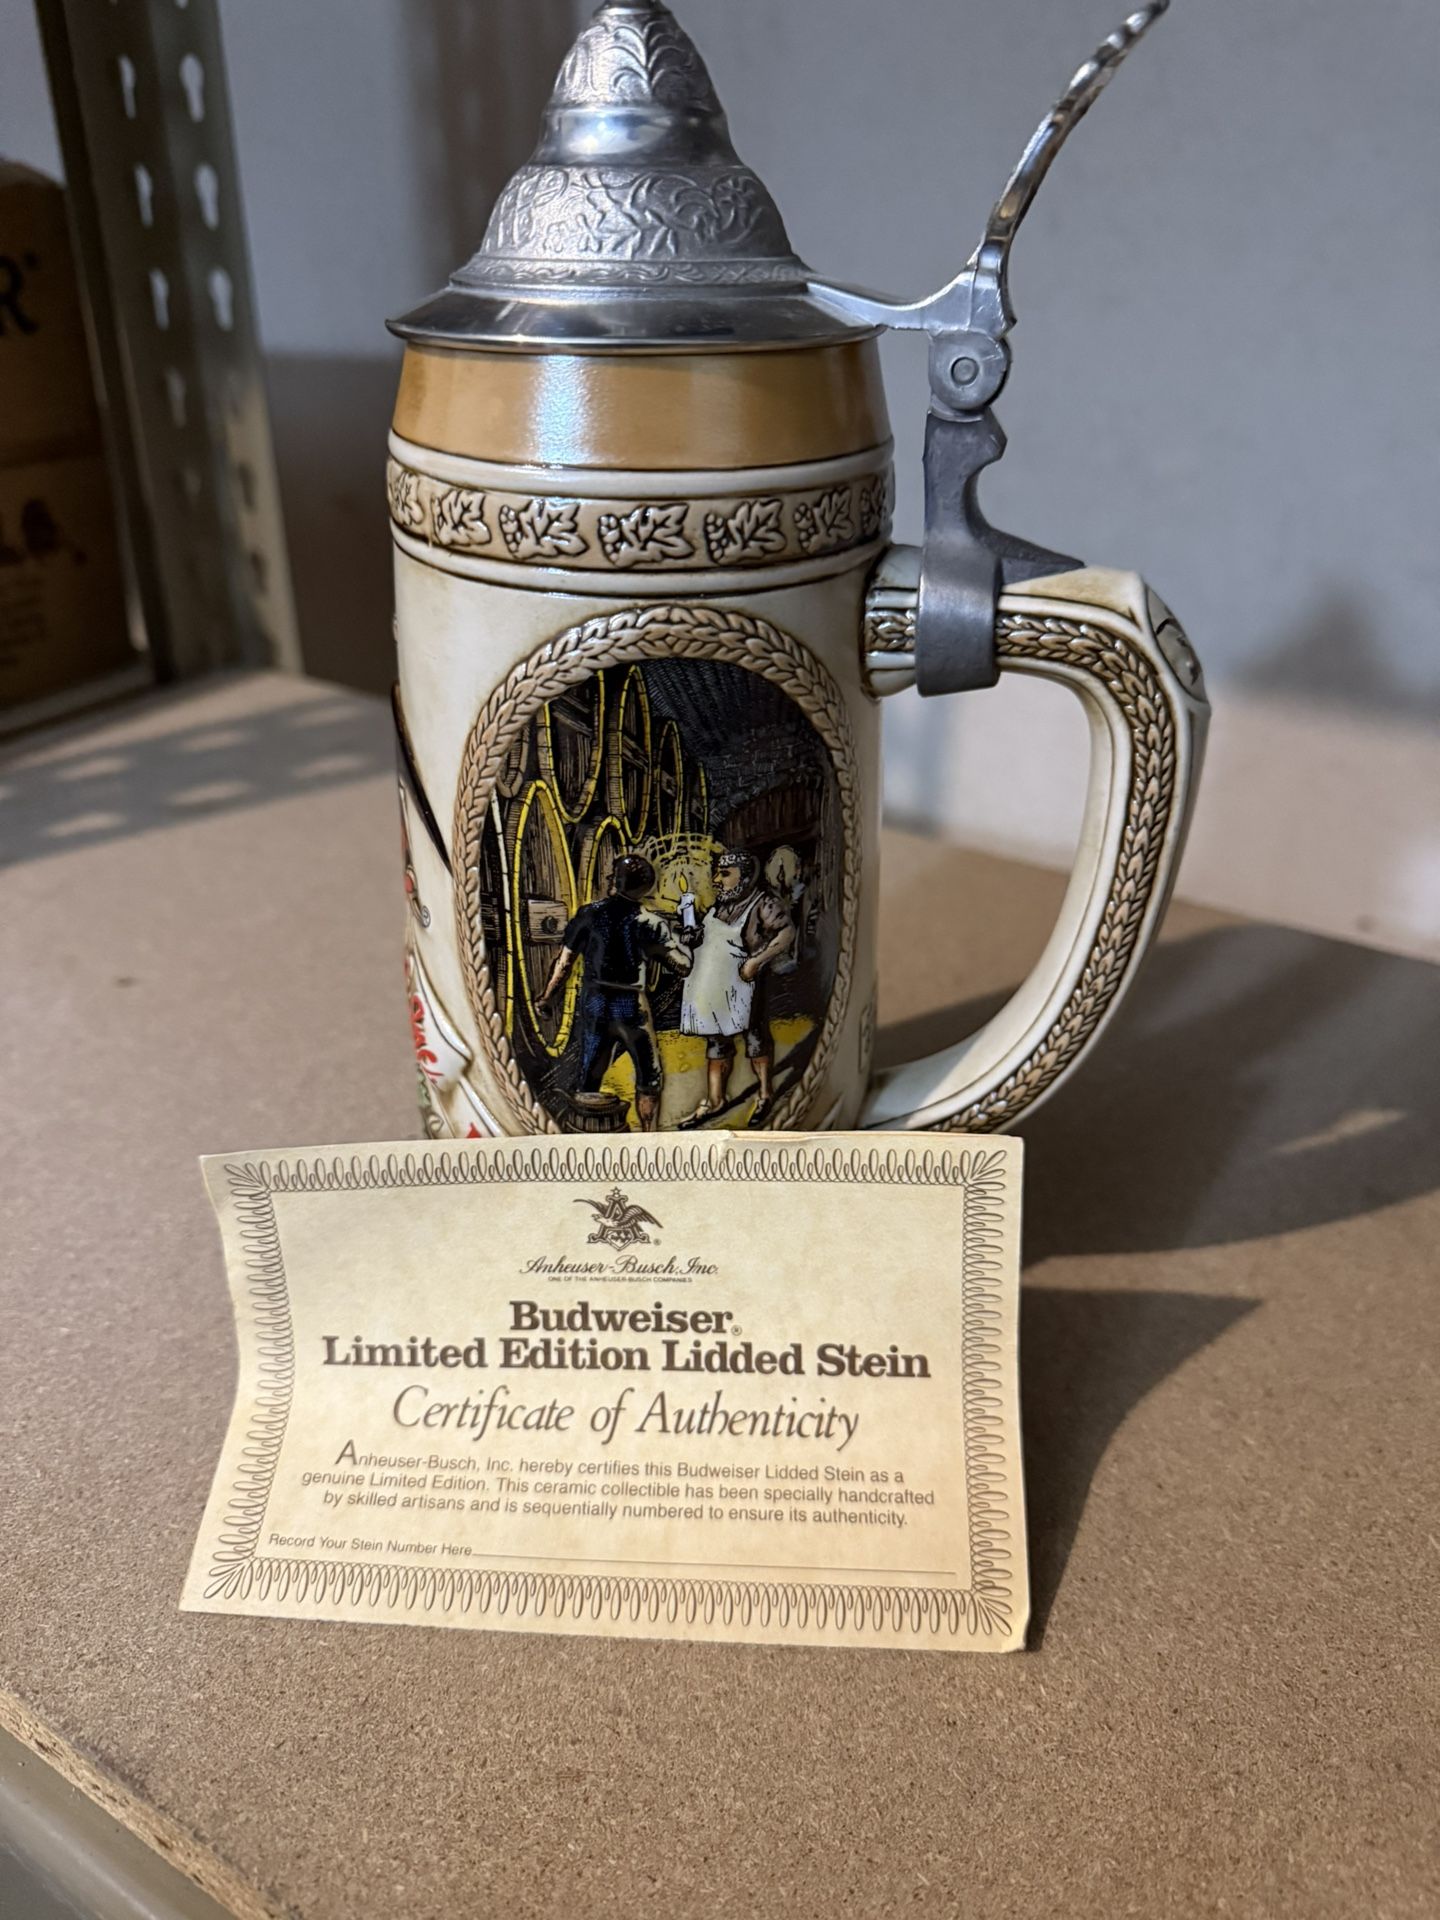 Anheuser-Busch, Inc.
ONE OF THE ANHEUSER-BUSCH COMPANIES
Budweiser®
Limited Edition Lidded Stein
Certificate of Authenticity
Anheuser-Busch, Inc. hereby certifies this Budweiser Lidded Stein as a
genuine Limited Edition. This ceramic collectible has been specially handcrafted
by skilled artisans and is sequentially numbered to ensure its authenticity.
Record Your Stein Number Here